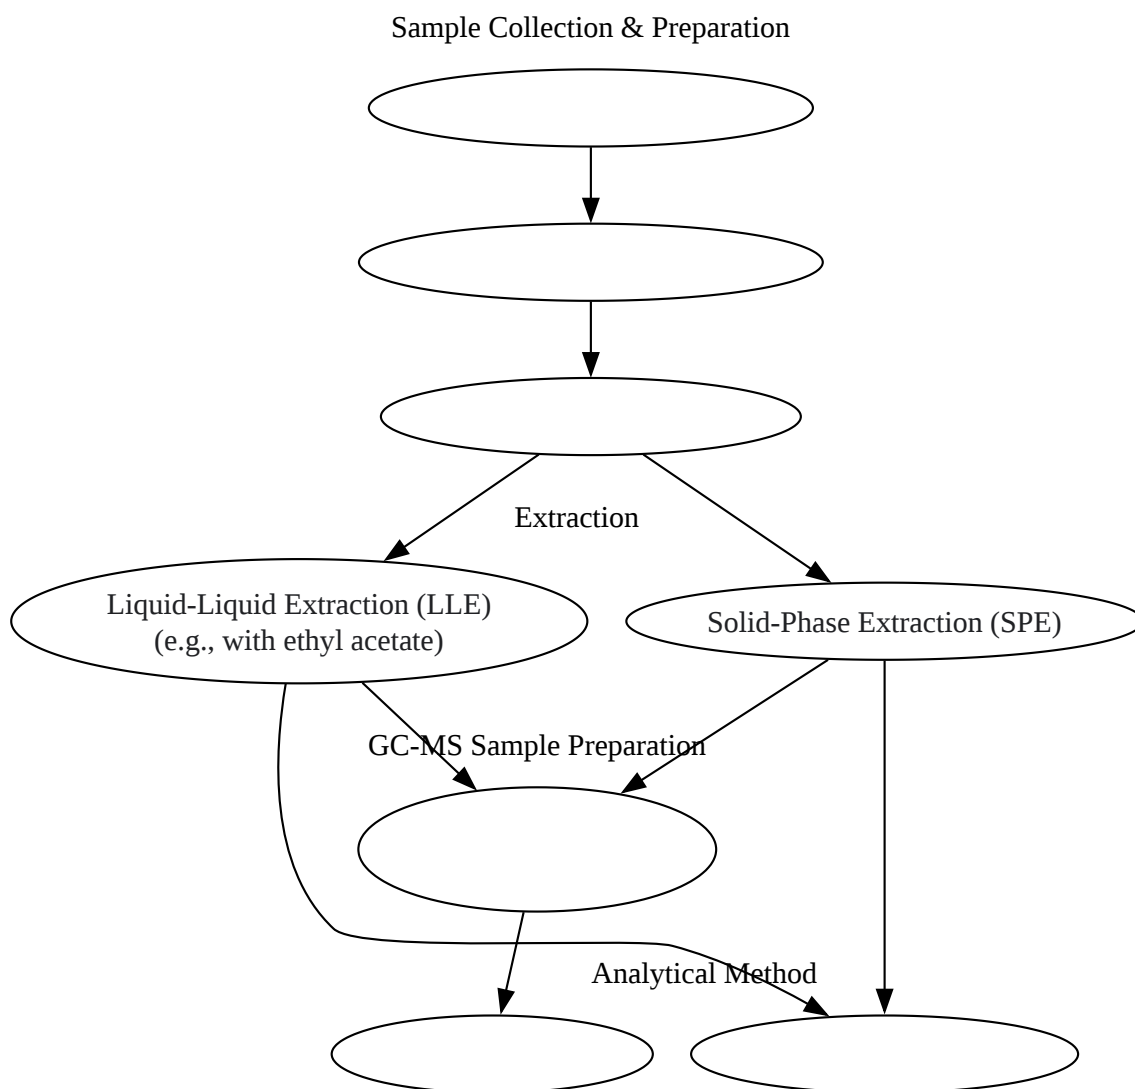 Sample Collection & Preparation
Extraction
Liquid-Liquid Extraction (LLE)
(e.g., with ethyl acetate)
Solid-Phase Extraction (SPE)
GC-MS Sample Preparation
Analytical Method